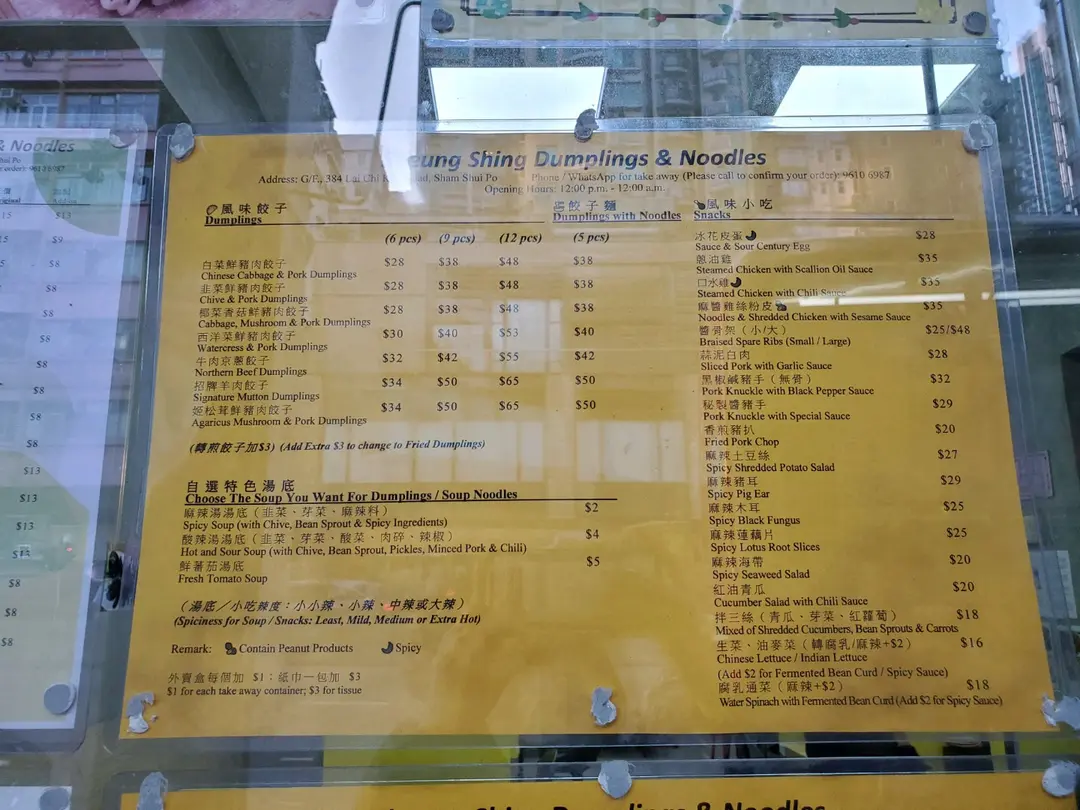 & Noodles
eung Shing Dumplings & Noodles
Address: G/F., 384 Lai Chi Road, Sham Shui Po Phone / WhatsApp for take away (Please call to confirm your order): 9610 6987
Opening Hours: 12:00 p.m. - 12:00 a.m.
風味餃子
Dumplings
餃子麵
Dumplings with Noodles
(6 pcs) (9 pcs) (12 pcs) (5 pcs)
白菜鮮豬肉餃子 $28 $38 $48 $38
Chinese Cabbage & Pork Dumplings
韭菜鮮豬肉餃子 $28 $38 $48 $38
Chive & Pork Dumplings
椰菜香菇鮮豬肉餃子 $28 $38 $48 $38
Cabbage, Mushroom & Pork Dumplings
西洋菜鮮豬肉餃子 $30 $40 $53 $40
Watercress & Pork Dumplings
牛肉京蔥餃子 $32 $42 $55 $42
Northern Beef Dumplings
招牌羊肉餃子 $34 $50 $65 $50
Signature Mutton Dumplings
姬松茸鮮豬肉餃子 $34 $50 $65 $50
Agaricus Mushroom & Pork Dumplings
(轉煎餃子加$3) (Add Extra $3 to change to Fried Dumplings)
自選特色湯底
Choose The Soup You Want For Dumplings / Soup Noodles
麻辣湯湯底（韭菜、芽菜、麻辣料） $2
Spicy Soup (with Chive, Bean Sprout & Spicy Ingredients)
酸辣湯湯底（韭菜、芽菜、酸菜、肉碎、辣椒） $4
Hot and Sour Soup (with Chive, Bean Sprout, Pickles, Minced Pork & Chili)
鮮蕃茄湯底 $5
Fresh Tomato Soup
（湯底／小吃辣度：小小辣、小辣、中辣或大辣）
(Spiciness for Soup / Snacks: Least, Mild, Medium or Extra Hot)
Remark: Contain Peanut Products Spicy
外賣盒每個加 $1；紙巾一包加 $3
$1 for each take away container; $3 for tissue
風味小吃
Snacks
冰花皮蛋 $28
Sauce & Sour Century Egg
蔥油雞 $35
Steamed Chicken with Scallion Oil Sauce
口水雞 $35
Steamed Chicken with Chili Sauce
麻醬雞絲粉皮 $35
Noodles & Shredded Chicken with Sesame Sauce
醬骨架（小/大） $25/$48
Braised Spare Ribs (Small / Large)
蒜泥白肉 $28
Sliced Pork with Garlic Sauce
黑椒鹹豬手（無骨） $32
Pork Knuckle with Black Pepper Sauce
秘製醬豬手 $29
Pork Knuckle with Special Sauce
香煎豬扒 $20
Fried Pork Chop
麻辣土豆絲 $27
Spicy Shredded Potato Salad
麻辣豬耳 $29
Spicy Pig Ear
麻辣木耳 $25
Spicy Black Fungus
麻辣蓮藕片 $25
Spicy Lotus Root Slices
麻辣海帶 $20
Spicy Seaweed Salad
紅油青瓜 $20
Cucumber Salad with Chili Sauce
拌三絲（青瓜、芽菜、紅蘿蔔） $18
Mixed of Shredded Cucumbers, Bean Sprouts & Carrots
生菜、油麥菜（轉腐乳/麻辣+$2） $16
Chinese Lettuce / Indian Lettuce
(Add $2 for Fermented Bean Curd / Spicy Sauce)
腐乳通菜（麻辣+$2） $18
Water Spinach with Fermented Bean Curd (Add $2 for Spicy Sauce)
$13
$9
$8
$8
$8
$8
$8
$8
$13
$13
$13
$13
$8
$8
$8
Shing Dumplings & Noodles